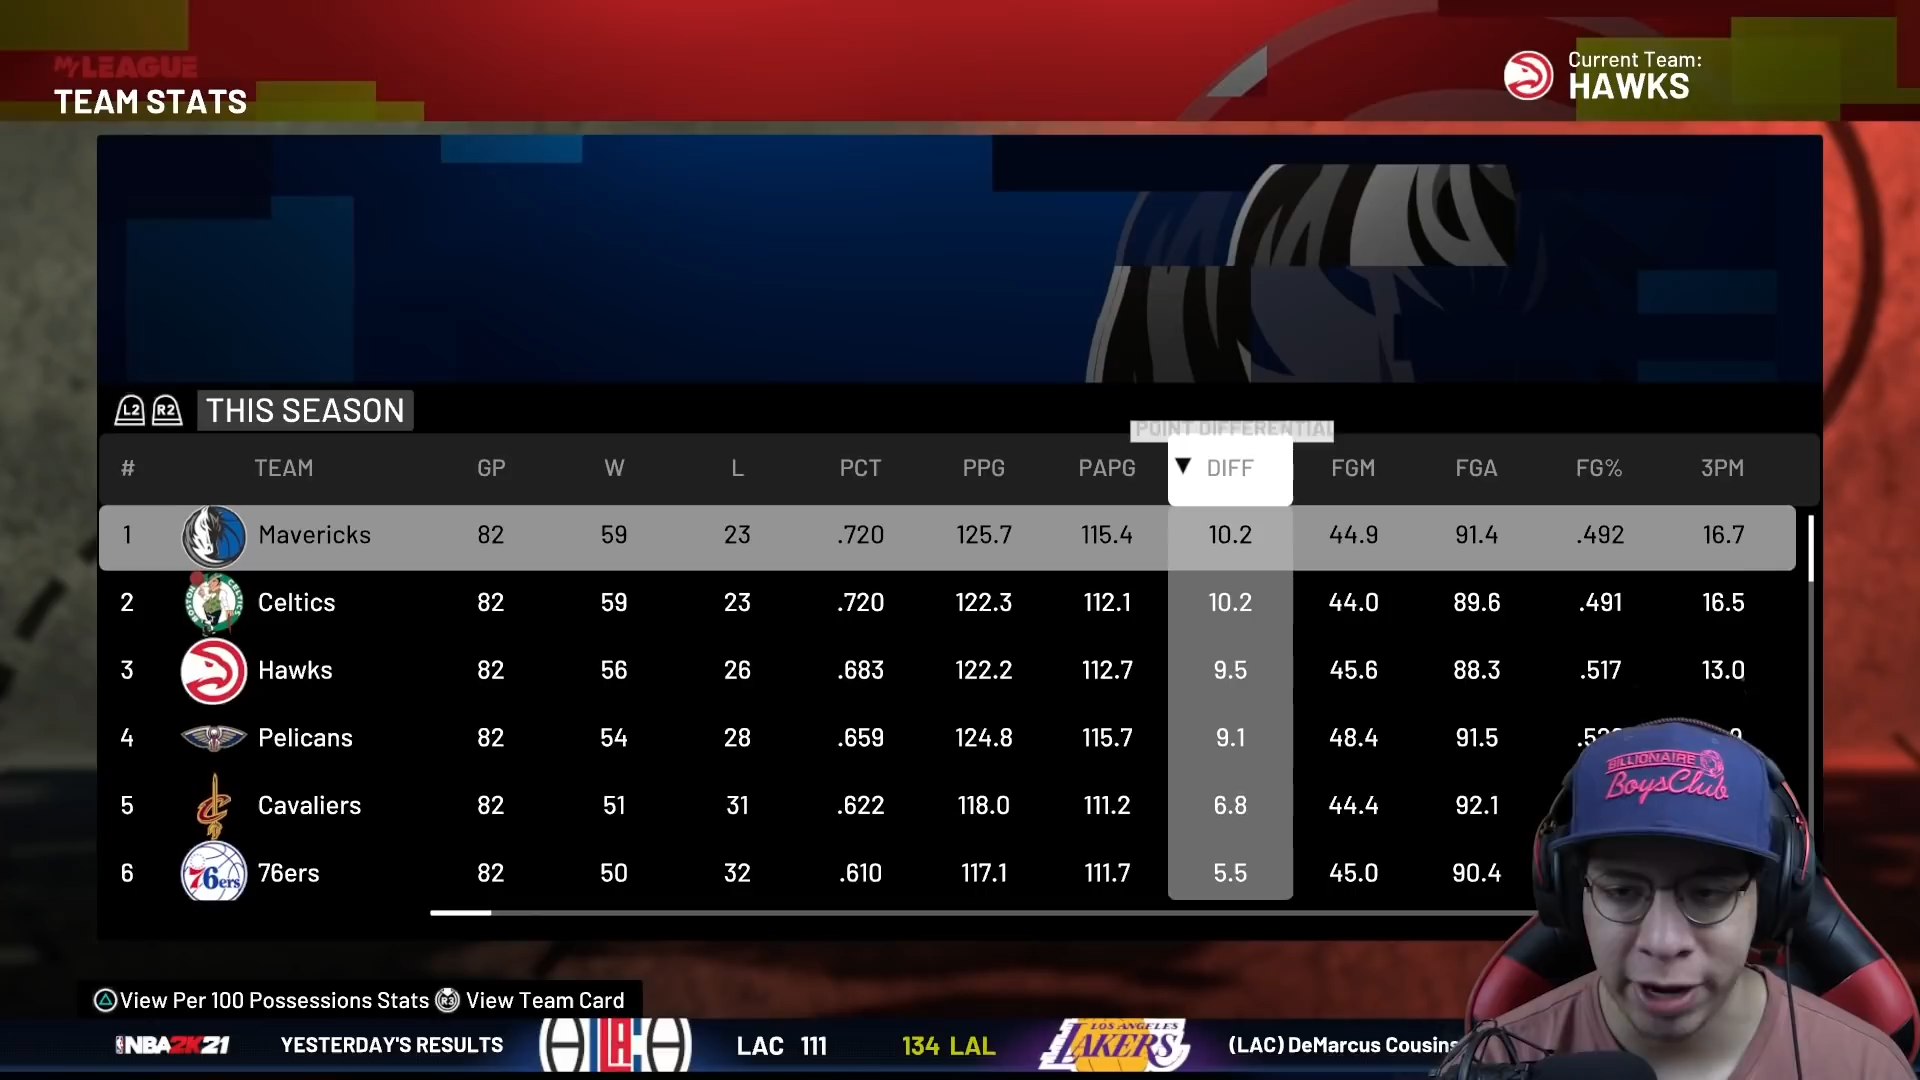 MyLEAGUE
TEAM STATS
Current Team:
HAWKS
L2 R2 THIS SEASON
POINT DIFFERENTIAL
# TEAM GP W L PCT PPG PAPG ▼ DIFF FGM FGA FG% 3PM
1 Mavericks 82 59 23 .720 125.7 115.4 10.2 44.9 91.4 .492 16.7
2 Celtics 82 59 23 .720 122.3 112.1 10.2 44.0 89.6 .491 16.5
3 Hawks 82 56 26 .683 122.2 112.7 9.5 45.6 88.3 .517 13.0
4 Pelicans 82 54 28 .659 124.8 115.7 9.1 48.4 91.5
5 Cavaliers 82 51 31 .622 118.0 111.2 6.8 44.4 92.1
6 76ers 76ers 82 50 32 .610 117.1 111.7 5.5 45.0 90.4
BILLIONAIRE
BoysClub
View Per 100 Possessions Stats R3 View Team Card
NBA2K21 YESTERDAY'S RESULTS LAC 111 134 LAL LOS ANGELES LAKERS (LAC) DeMarcus Cousins